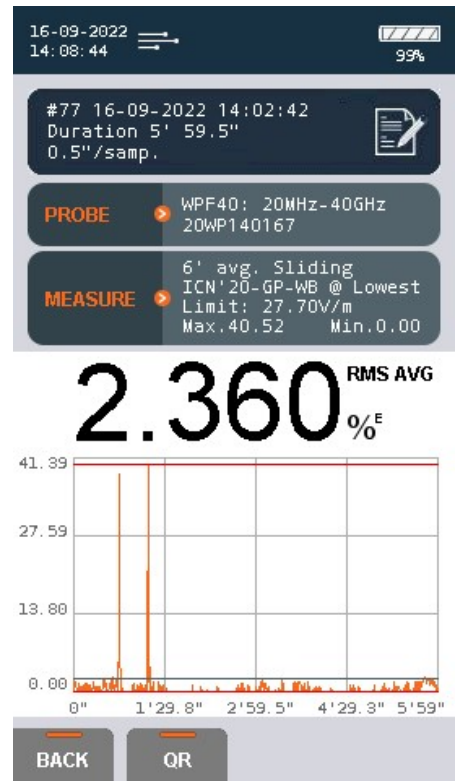 16-09-2022
14:08:44
99%
#77 16-09-2022 14:02:42
Duration 5' 59.5"
0.5"/samp.
PROBE
WPF40: 20MHz-40GHz
20WP140167
MEASURE
6' avg. Sliding
ICN'20-GP-WB @ Lowest
Limit: 27.70V/m
Max.40.52 Min.0.00
2.360 RMS AVG
%E
41.39
27.59
13.80
0.00
0" 1'29.8" 2'59.5" 4'29.3" 5'59"
BACK QR